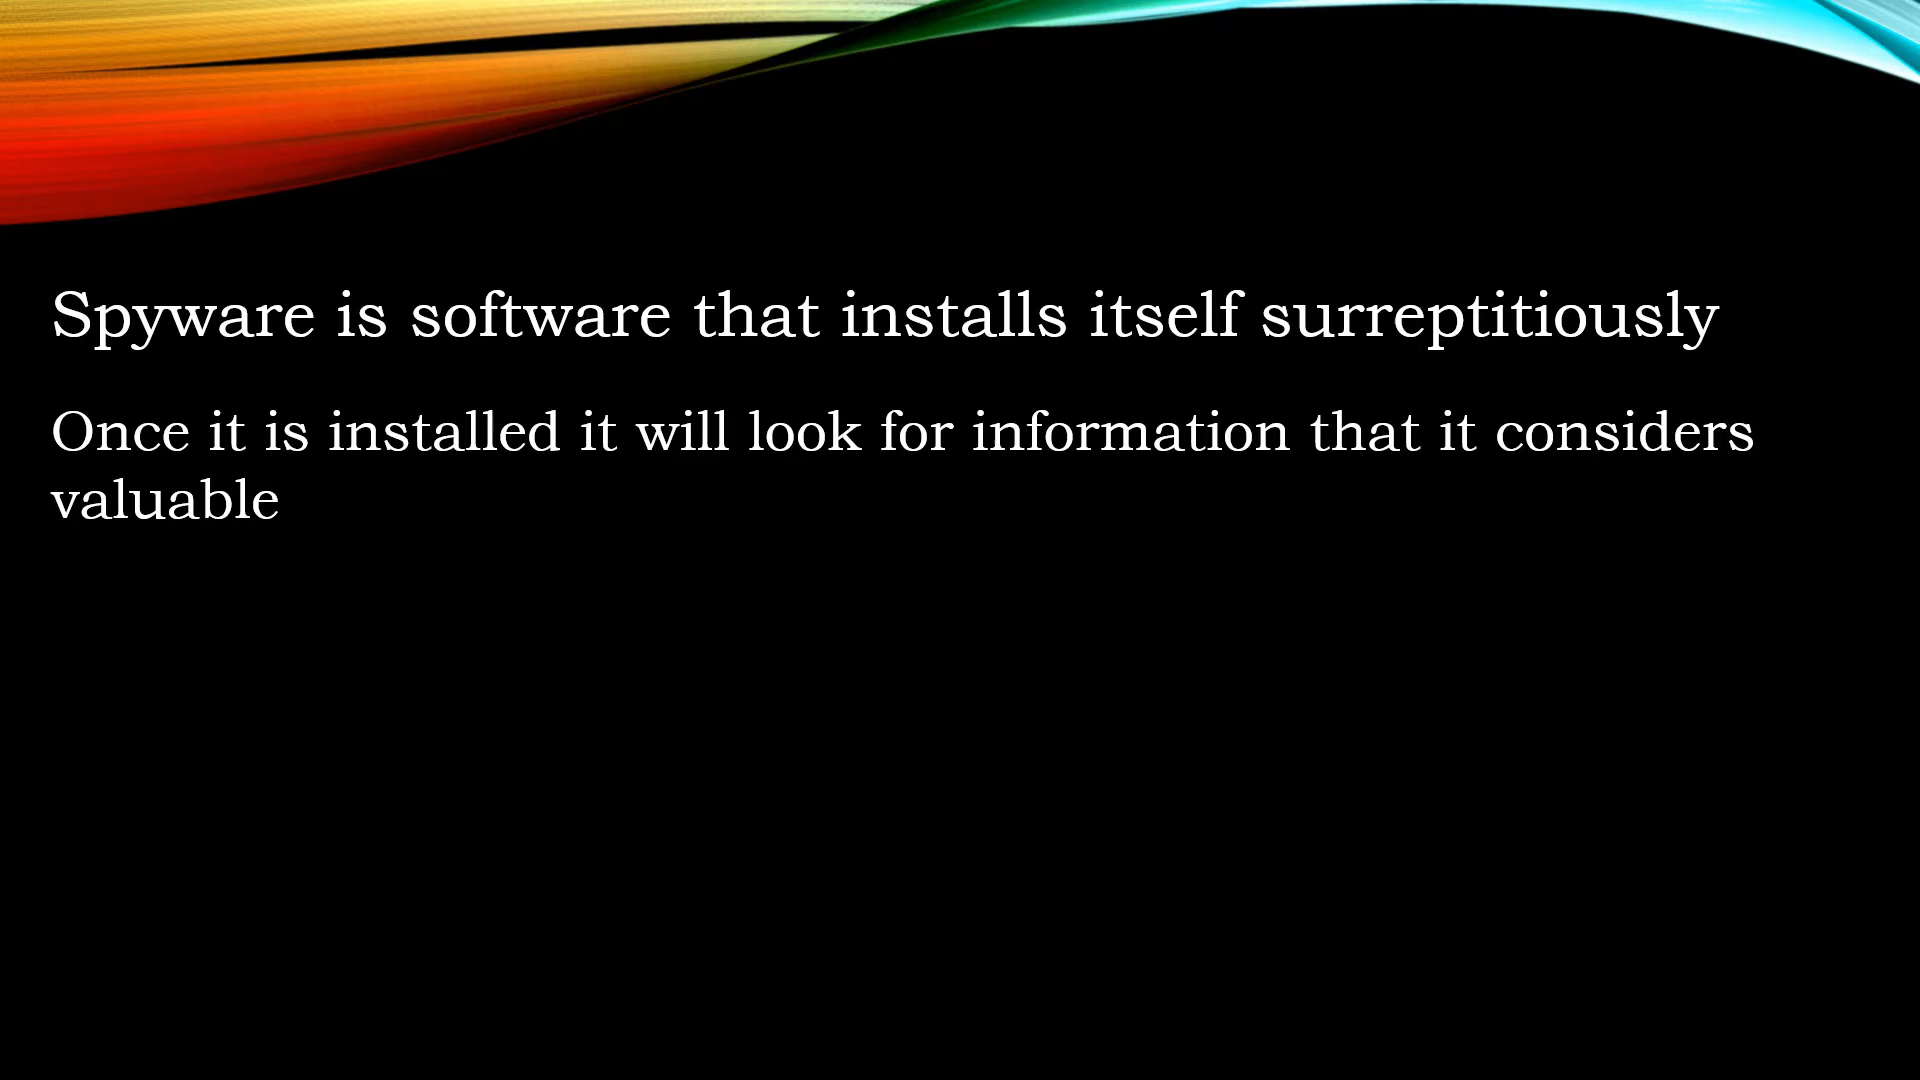 Spyware is software that installs itself surreptitiously
Once it is installed it will look for information that it considers
valuable